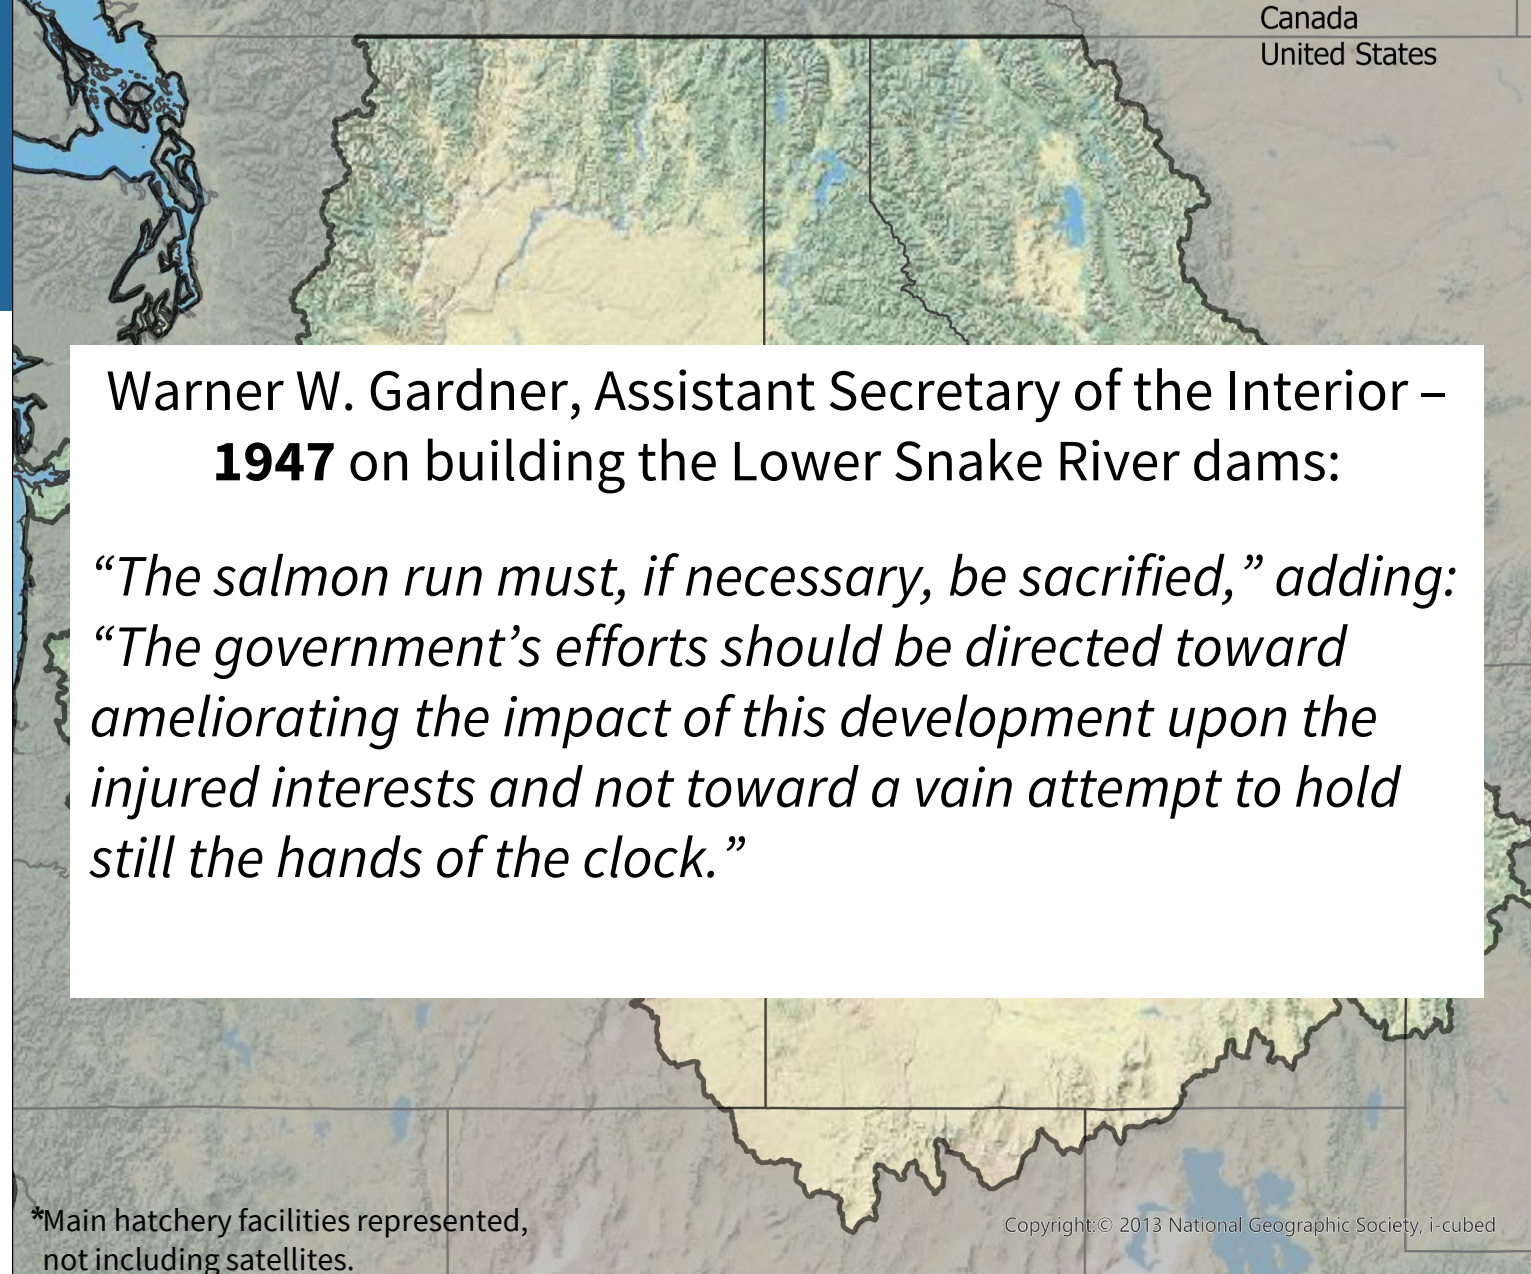 Canada
United States
Warner W. Gardner, Assistant Secretary of the Interior –
1947 on building the Lower Snake River dams:
“The salmon run must, if necessary, be sacrified,” adding:
“The government’s efforts should be directed toward
ameliorating the impact of this development upon the
injured interests and not toward a vain attempt to hold
still the hands of the clock.”
*Main hatchery facilities represented,
not including satellites.
Copyright:© 2013 National Geographic Society, i-cubed